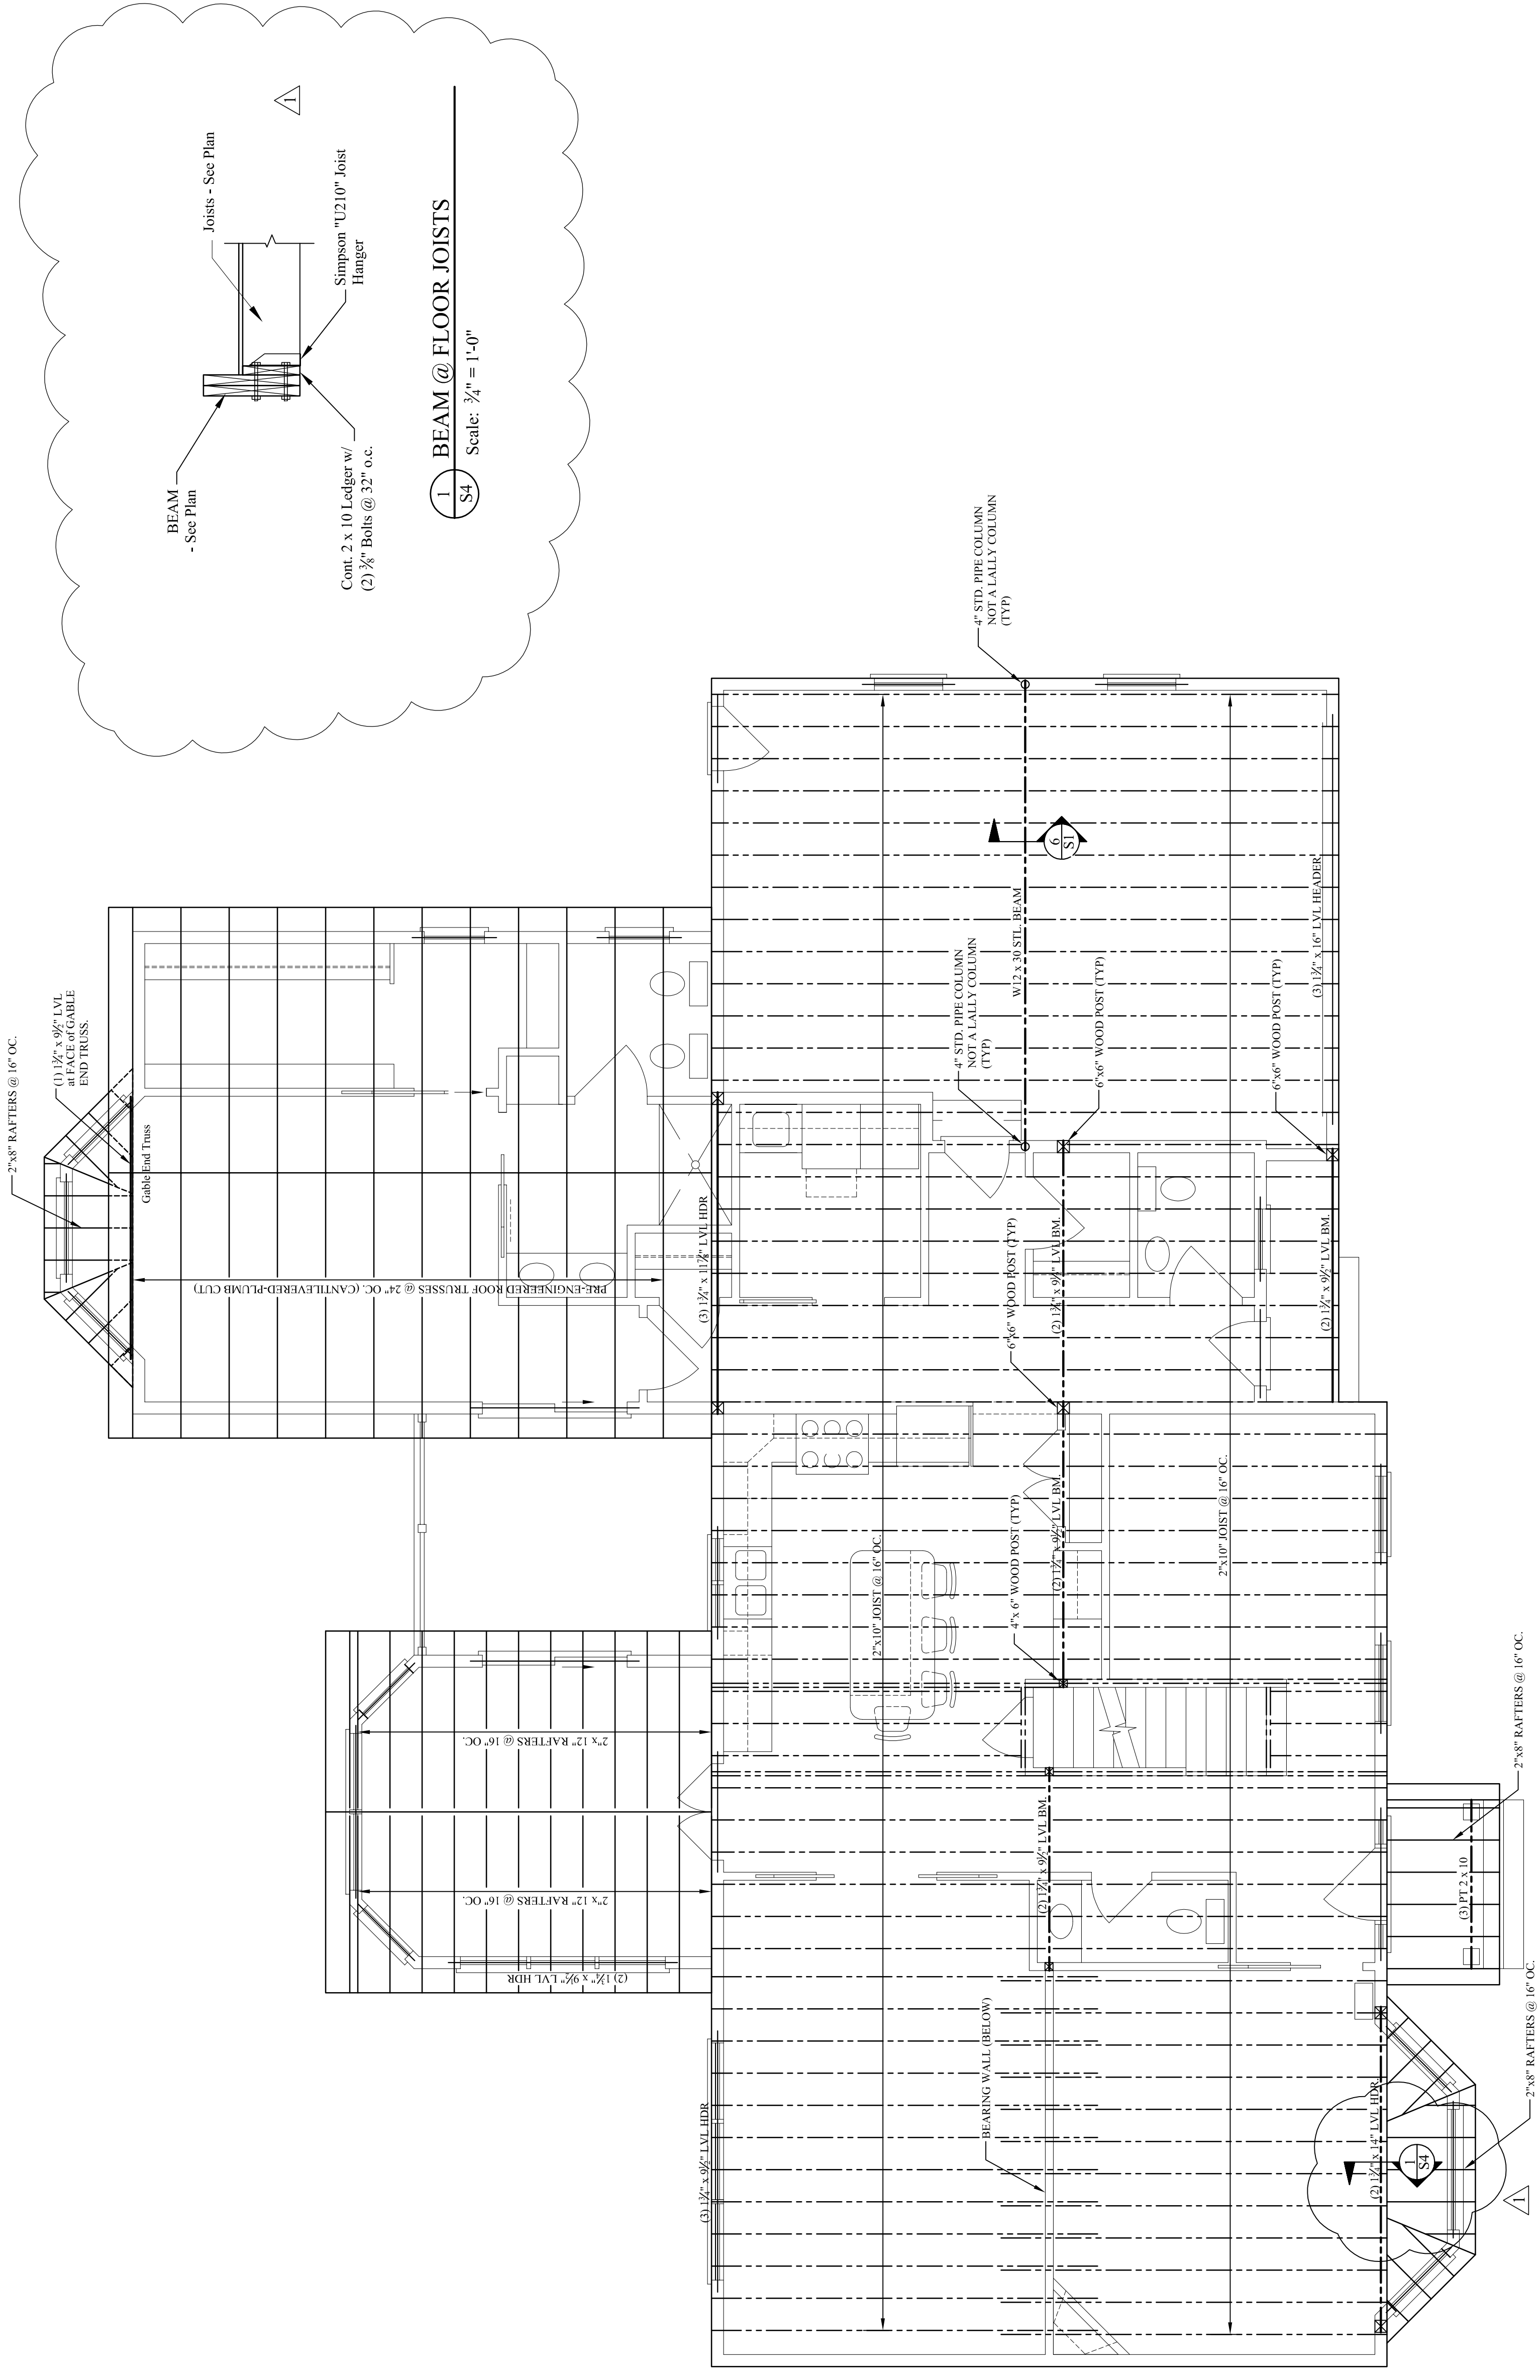 BEAM
- See Plan
Joists - See Plan
Cont. 2 x 10 Ledger w/
(2) ⅜" Bolts @ 32" o.c.
Simpson "U210" Joist
Hanger
1
1
S4
BEAM @ FLOOR JOISTS
Scale: ¾" = 1'-0"
2"x8" RAFTERS @ 16" OC.
(1) 1¾" x 9½" LVL
at FACE of GABLE
END TRUSS.
Gable End Truss
PRE-ENGINEERED ROOF TRUSSES @ 24" OC. (CANTILEVERED-PLUMB CUT)
(3) 1¾" x 11⅞" LVL HDR
2"x 12" RAFTERS @ 16" OC.
2"x 12" RAFTERS @ 16" OC.
(2) 1¾" x 9½" LVL HDR
(3) 1¾" x 9½" LVL HDR
2"x10" JOIST @ 16" OC.
4" STD. PIPE COLUMN
NOT A LALLY COLUMN
(TYP)
4" STD. PIPE COLUMN
NOT A LALLY COLUMN
(TYP)
W12 x 30 STL. BEAM
6
S1
6"x6" WOOD POST (TYP)
6"x6" WOOD POST (TYP)
4"x 6" WOOD POST (TYP)
(2) 1¾" x 9½" LVL BM.
(2) 1¾" x 9½" LVL BM.
(2) 1¾" x 9½" LVL BM.
BEARING WALL (BELOW)
2"x10" JOIST @ 16" OC.
6"x6" WOOD POST (TYP)
(3) 1¾" x 16" LVL HEADER
(2) 1¾" x 9½" LVL BM.
(2) 1¾" x 14" LVL HDR.
1
S4
(3) PT 2 x 10
2"x8" RAFTERS @ 16" OC.
2"x8" RAFTERS @ 16" OC.
1